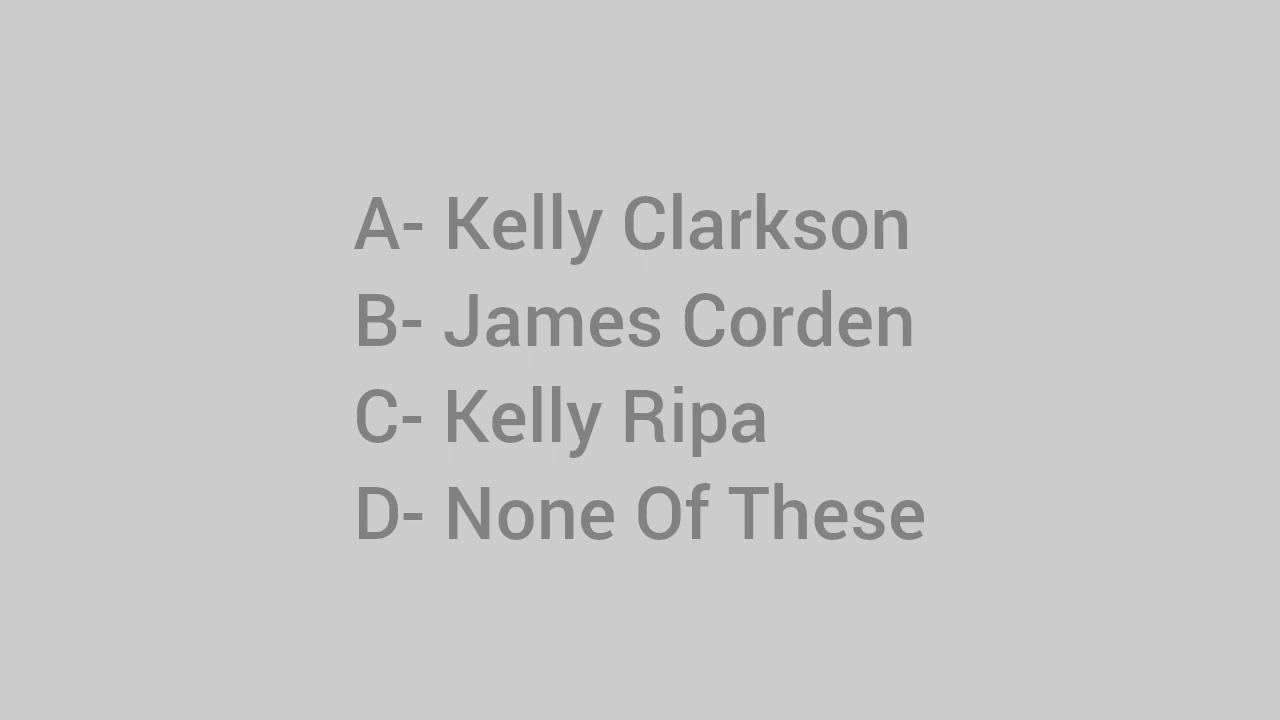 A- Kelly Clarkson
B- James Corden
C- Kelly Ripa
D- None Of These